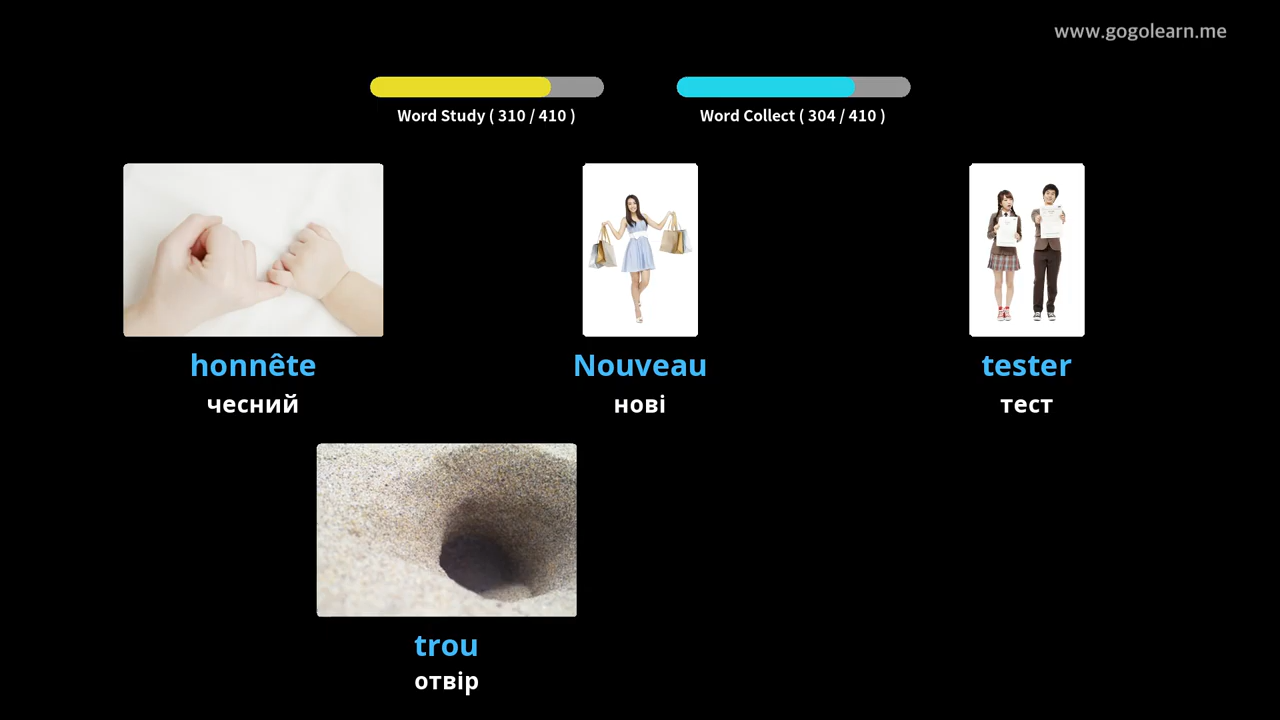 www.gogolearn.me
Word Study ( 310 / 410 )
Word Collect ( 304 / 410 )
honnête
чесний
Nouveau
нові
tester
тест
trou
отвір